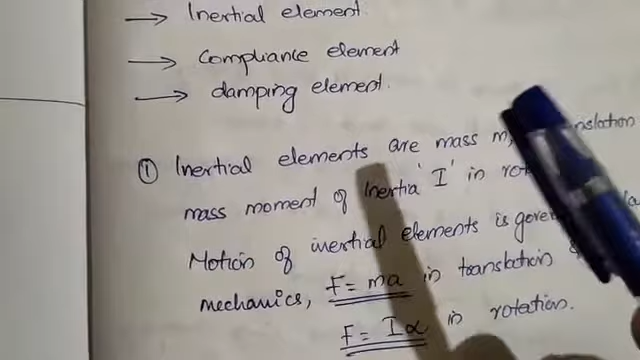 → Inertial element.
→ Compliance element
→ damping element.
① Inertial elements are mass m, translation
mass moment of inertia 'I' in
Motion of inertial elements is
mechanics, F = ma in translation
F = Iα in rotation.